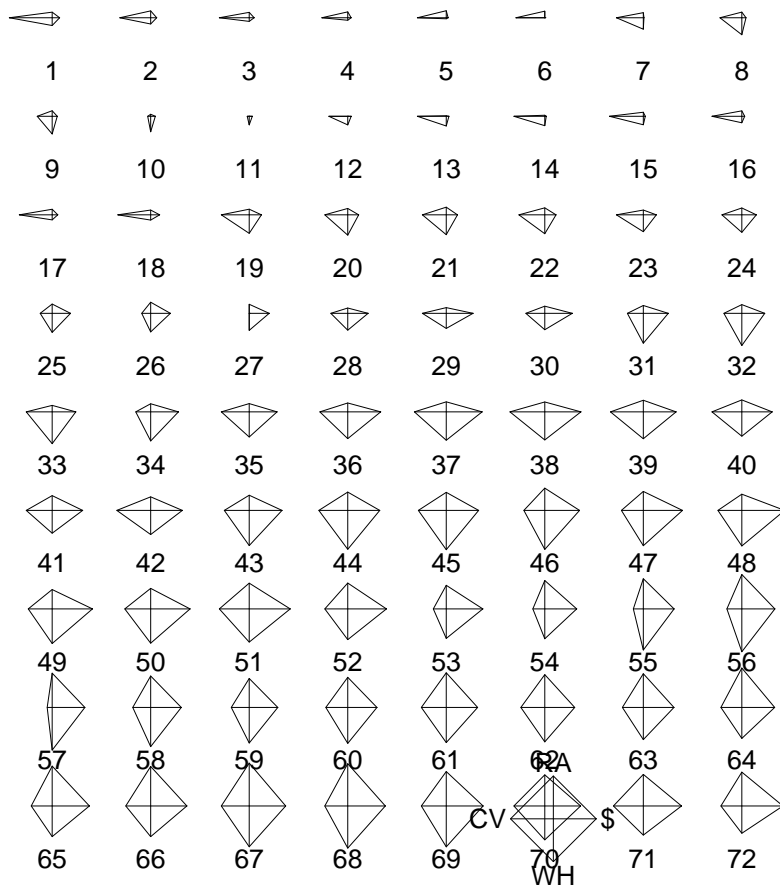 1 2 3 4 5 6 7 8
9 10 11 12 13 14 15 16
17 18 19 20 21 22 23 24
25 26 27 28 29 30 31 32
33 34 35 36 37 38 39 40
41 42 43 44 45 46 47 48
49 50 51 52 53 54 55 56
57 58 59 60 61 62 63 64
RA
CV $
65 66 67 68 69 70 71 72
WH